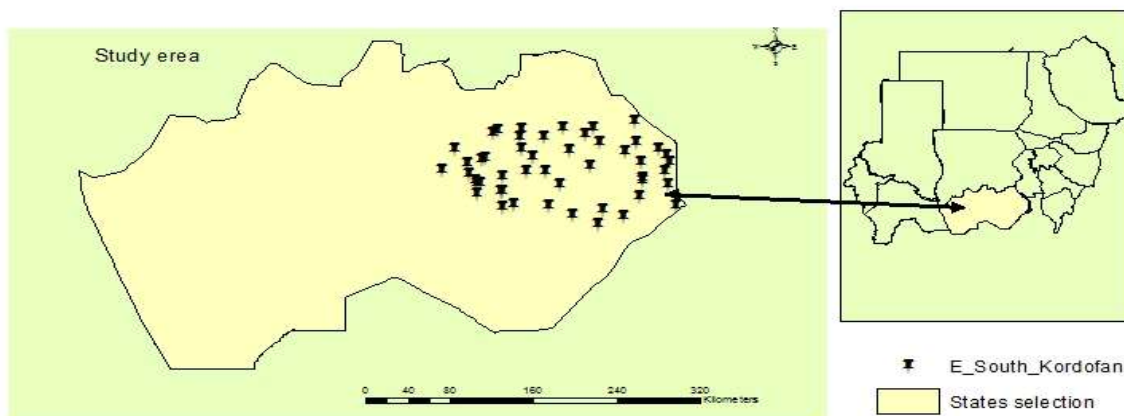 Study erea
0 40 80 160 240 320
Kilometers
E_South_Kordofan
States selection